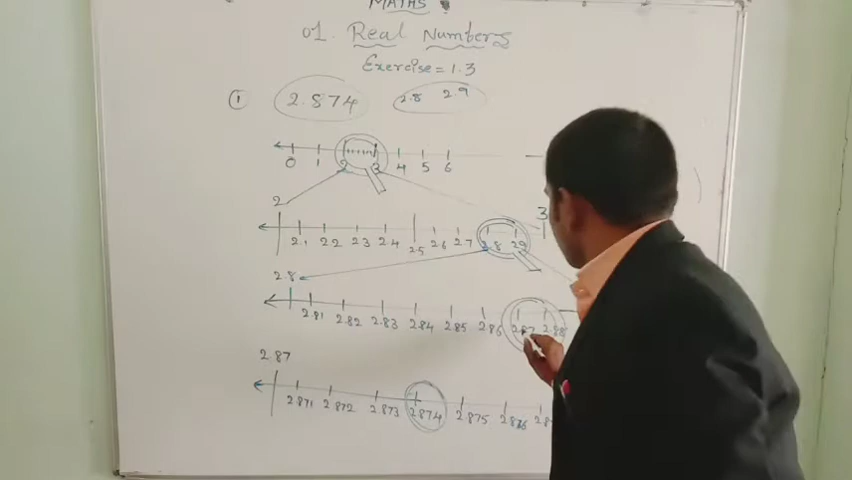 MATHS
01. Real Numbers
Exercise = 1.3
1 2.874 2.8 2.9
0 1 2 3 4 5 6
2 3
2.1 2.2 2.3 2.4 2.5 2.6 2.7 2.8 2.9
2.8
2.81 2.82 2.83 2.84 2.85 2.86 2.87 2.88
2.87
2.871 2.872 2.873 2.874 2.875 2.876